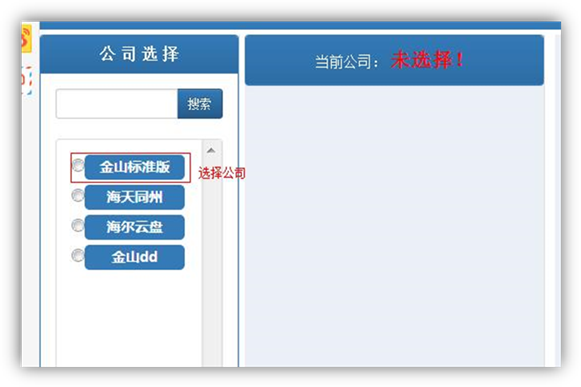 公司选择
当前公司： 未选择！
搜索
金山标准版
选择公司
海天同州
海尔云盘
金山dd